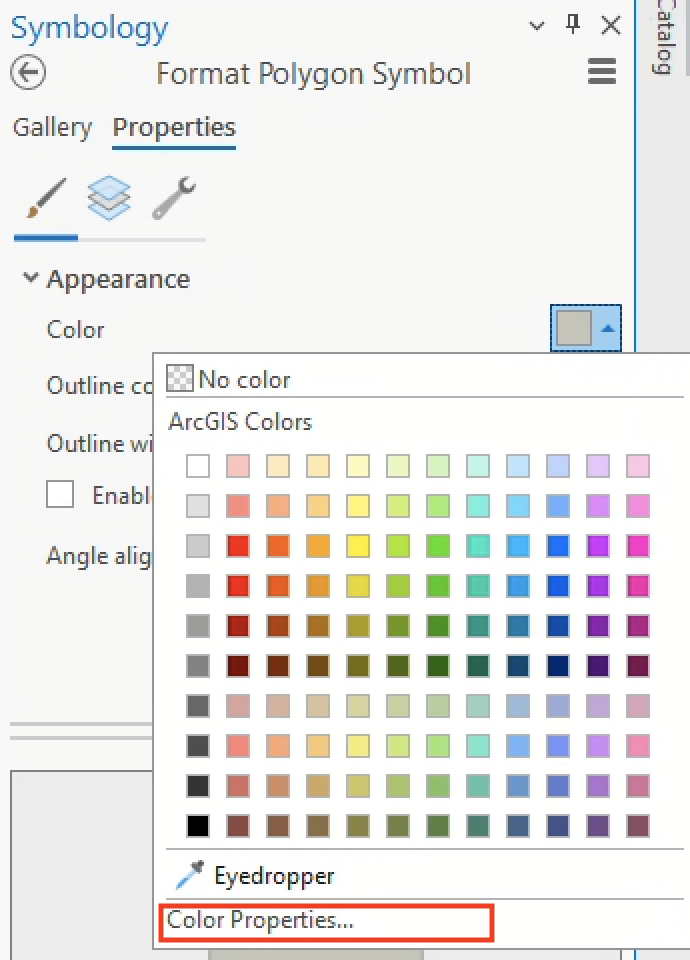 Symbology
Catalog
Format Polygon Symbol
Gallery Properties
Appearance
Color
No color
Outline co
ArcGIS Colors
Outline wi
Enabl
Angle alig
Eyedropper
Color Properties...